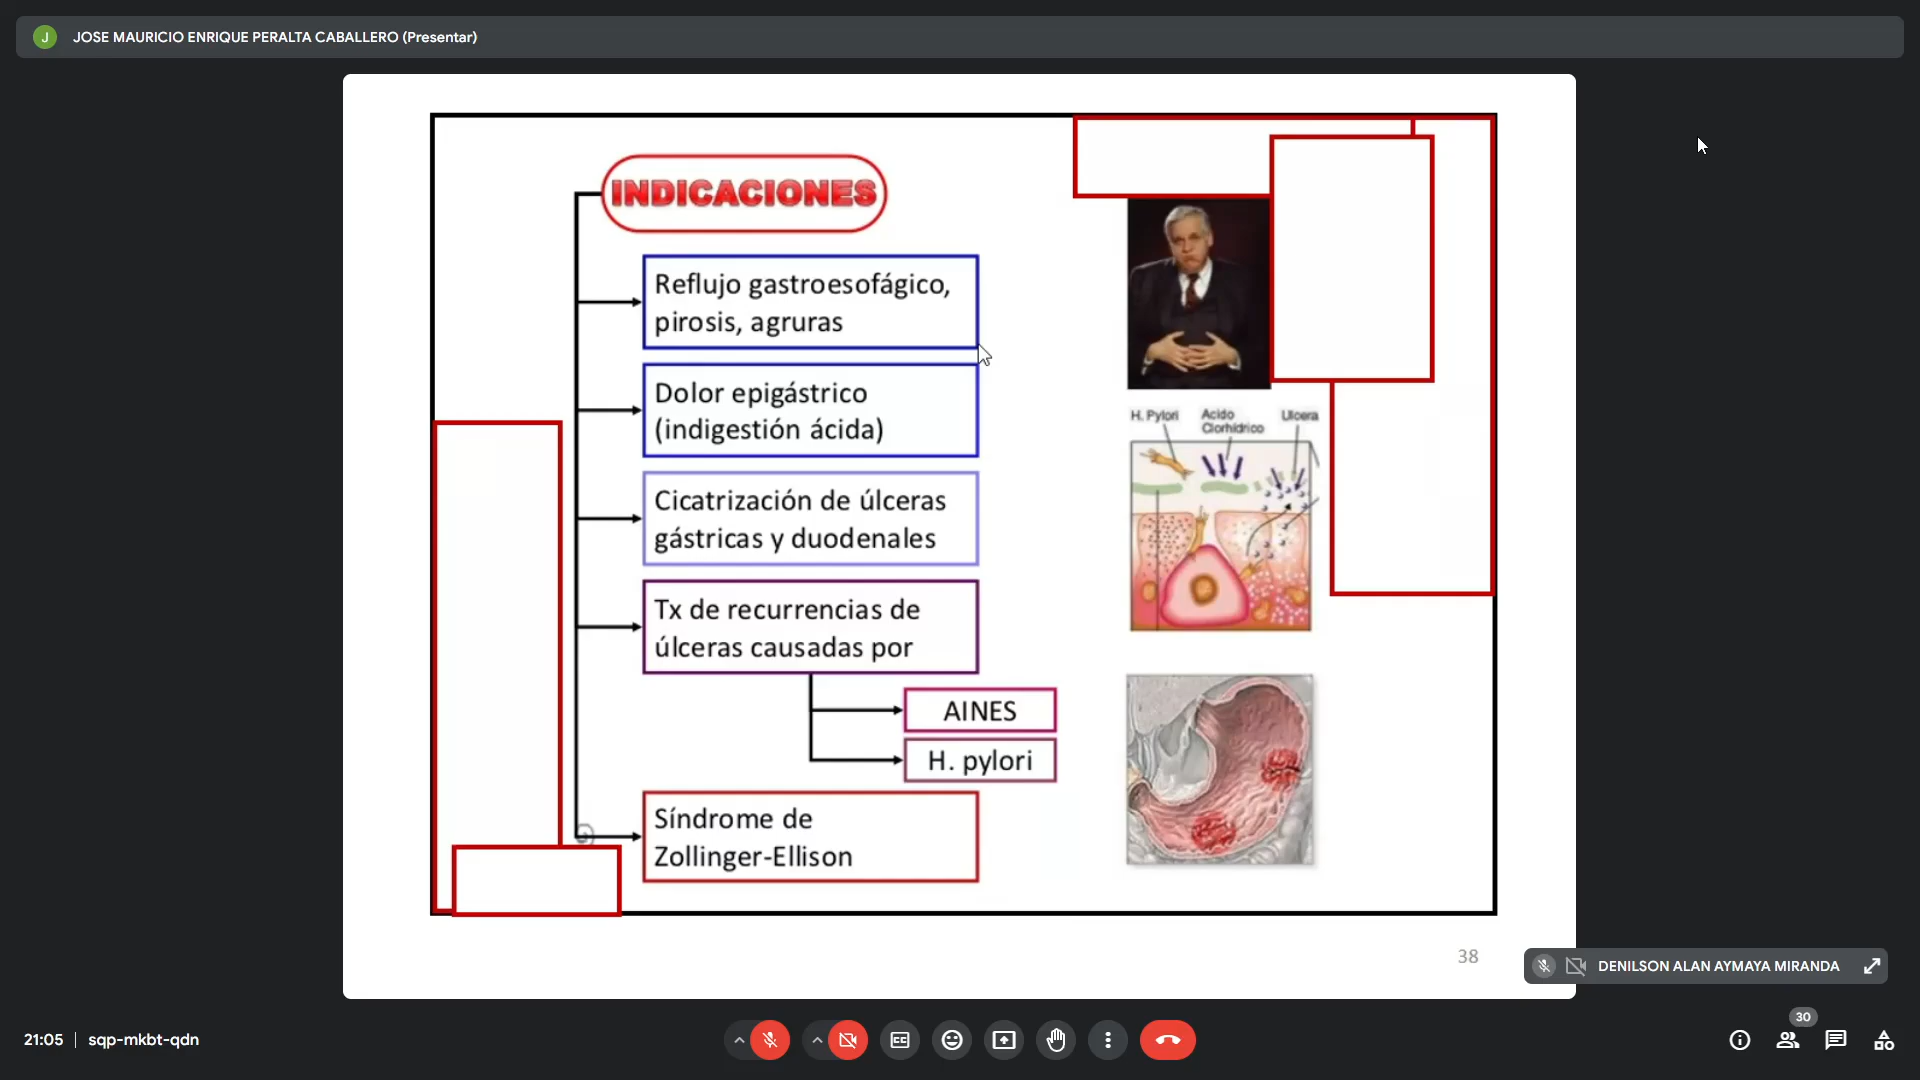 J JOSE MAURICIO ENRIQUE PERALTA CABALLERO (Presentar)
INDICACIONES
Reflujo gastroesofágico,
pirosis, agruras
Dolor epigástrico
(indigestión ácida)
Cicatrización de úlceras
gástricas y duodenales
Tx de recurrencias de
úlceras causadas por
AINES
H. pylori
Síndrome de
Zollinger-Ellison
H. Pylori
Acido
Clorhídrico
Ulcera
38
DENILSON ALAN AYMAYA MIRANDA
21:05 | sqp-mkbt-qdn
CC
30